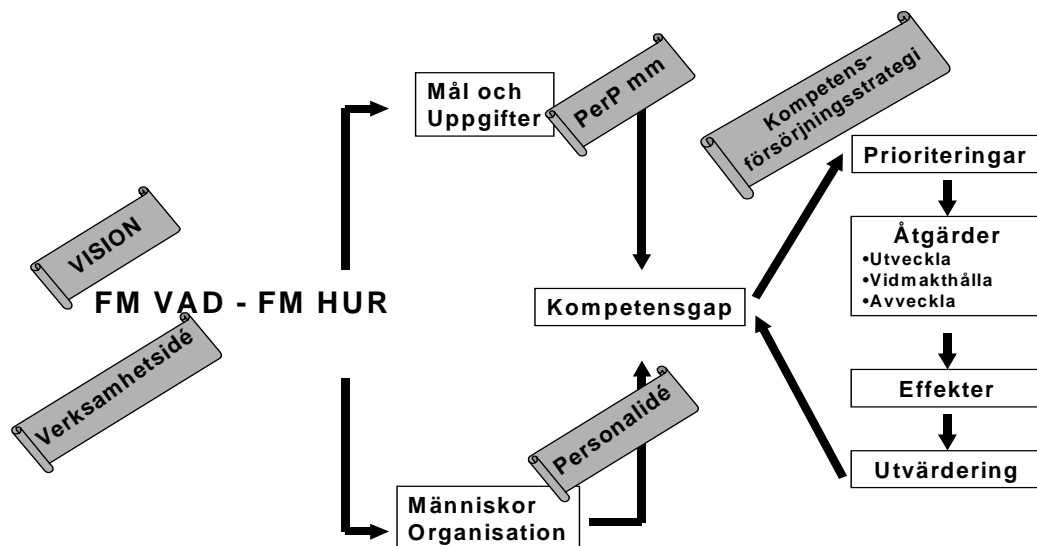 Mål och
Uppgifter
PerP mm
Kompetens-
försörjningsstrategi
Prioriteringar
Åtgärder
•Utveckla
•Vidmakthålla
•Avveckla
VISION
FM VAD - FM HUR
Kompetensgap
Verksamhetsidé
Effekter
Personalidé
Utvärdering
Människor
Organisation